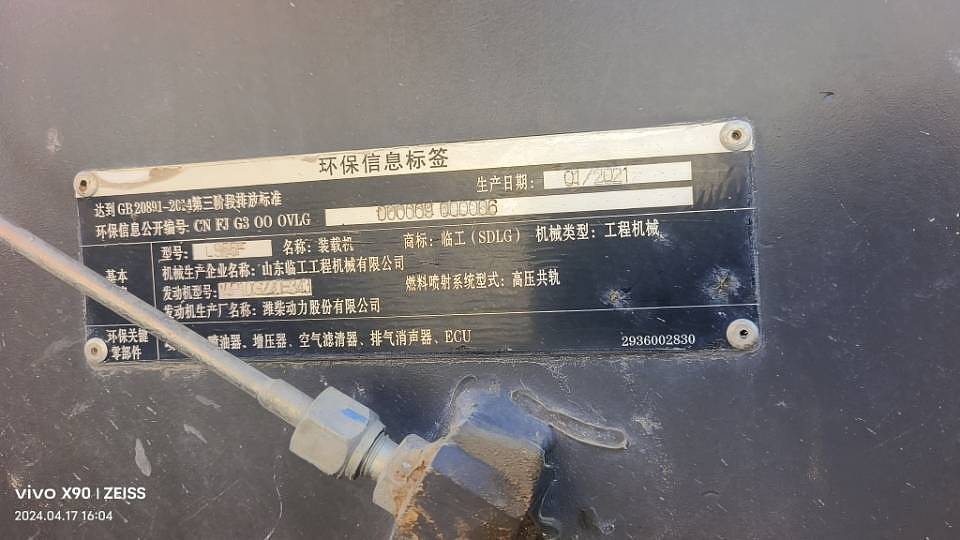 环保信息标签
生产日期: 01/2021
达到GB20891-2014第三阶段排放标准
环保信息公开编号 CN FJ G3 00 0VLG 000069 000006
型号: 名称: 装载机 商标: 临工 (SDLG) 机械类型: 工程机械
基本
机械生产企业名称: 山东临工工程机械有限公司
发动机型号: 燃料喷射系统型式: 高压共轨
发动机生产厂名称: 潍柴动力股份有限公司
环保关键
零部件
喷油器、增压器、空气滤清器、排气消声器、ECU
2936002830
vivo X90 | ZEISS
2024.04.17 16:04